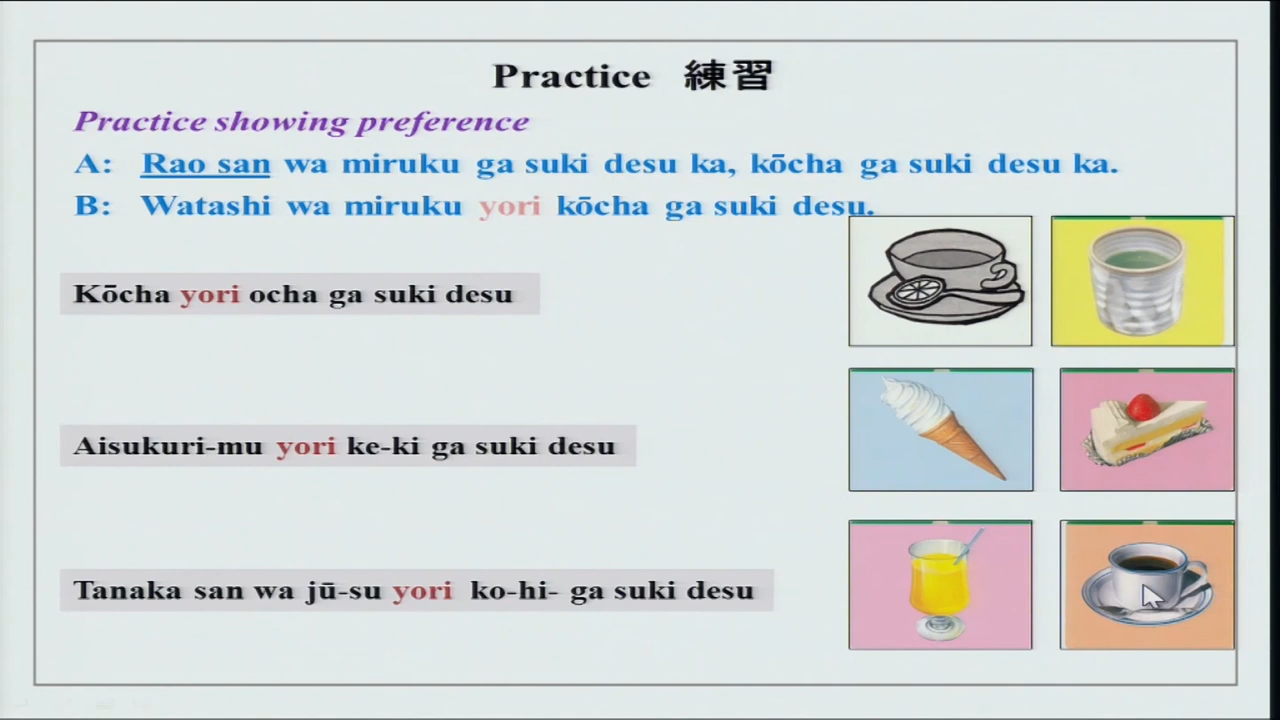 Practice 練習
Practice showing preference
A: Rao san wa miruku ga suki desu ka, kōcha ga suki desu ka.
B: Watashi wa miruku yori kōcha ga suki desu.
Kōcha yori ocha ga suki desu
Aisukuri-mu yori ke-ki ga suki desu
Tanaka san wa jū-su yori ko-hi- ga suki desu